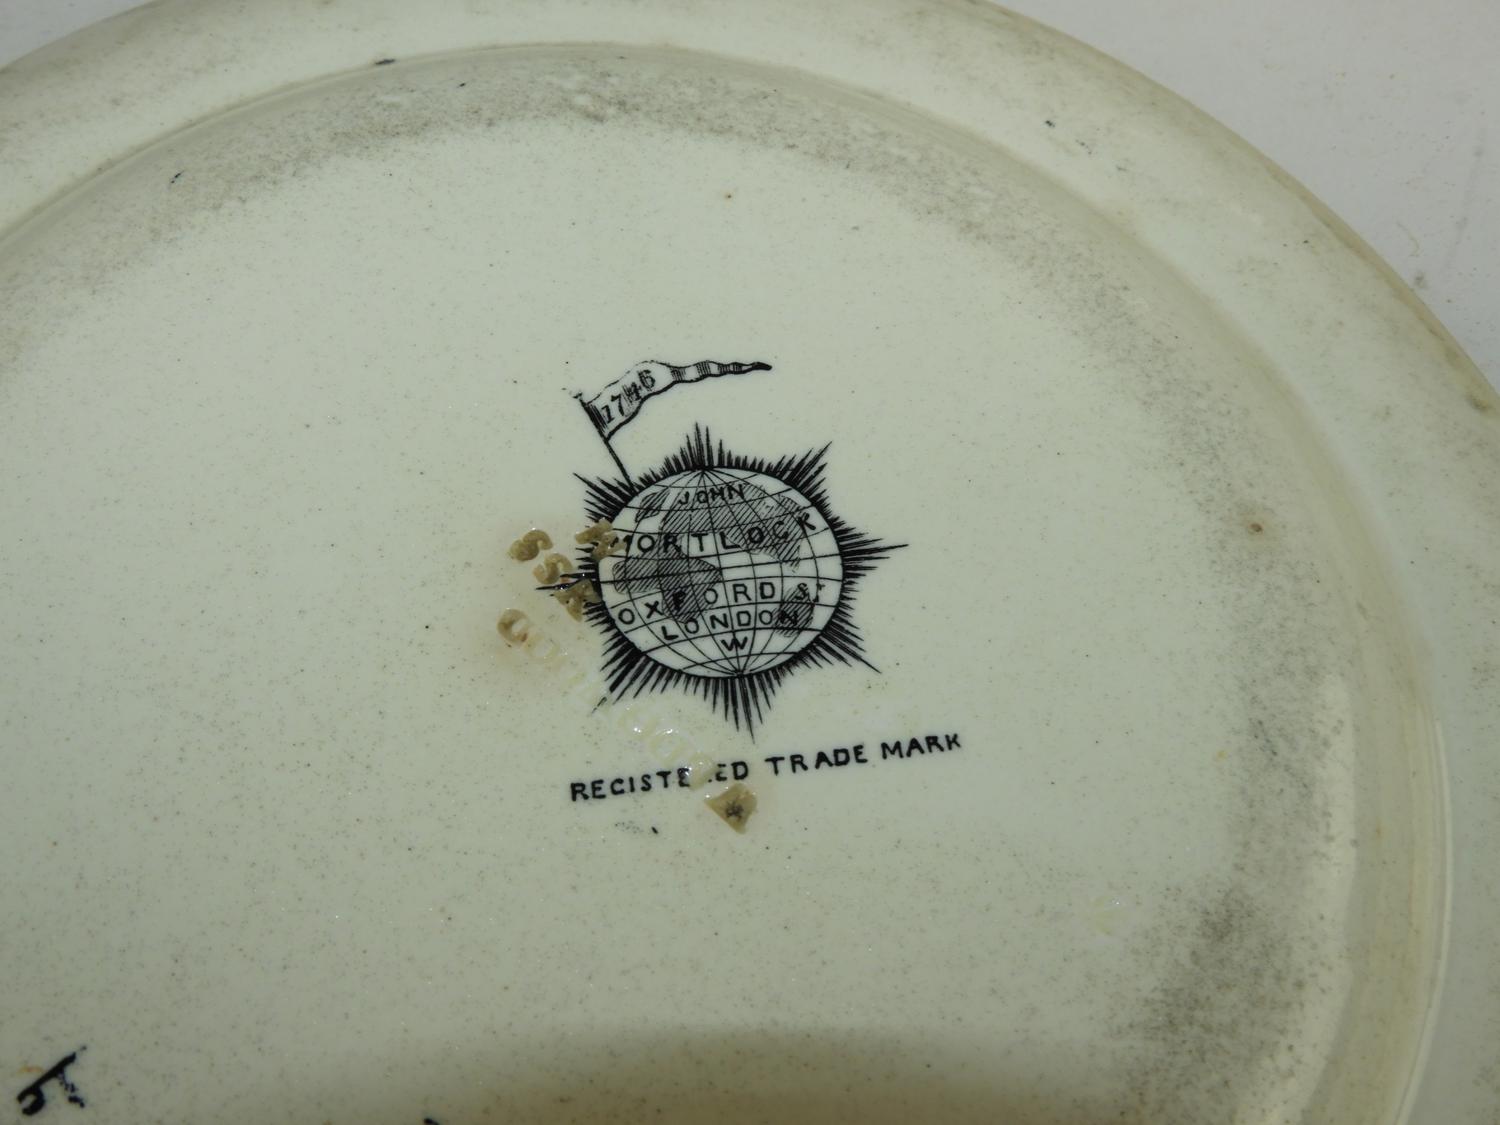 1746
JOHN
MORTLOCK
OXFORD ST
LONDON
W
REGISTERED TRADE MARK